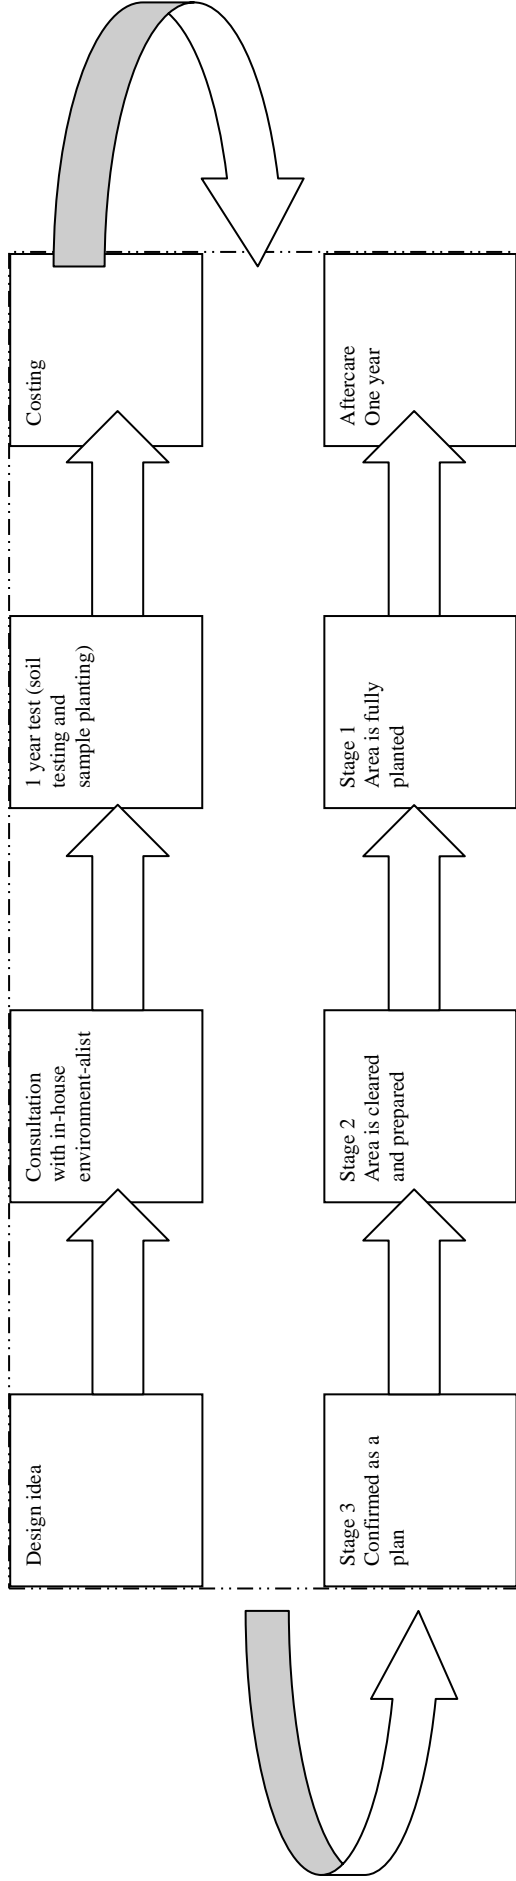 Design idea
Consultation
with in-house
environment-alist
1 year test (soil
testing and
sample planting)
Costing
Stage 3
Confirmed as a
plan
Stage 2
Area is cleared
and prepared
Stage 1
Area is fully
planted
Aftercare
One year